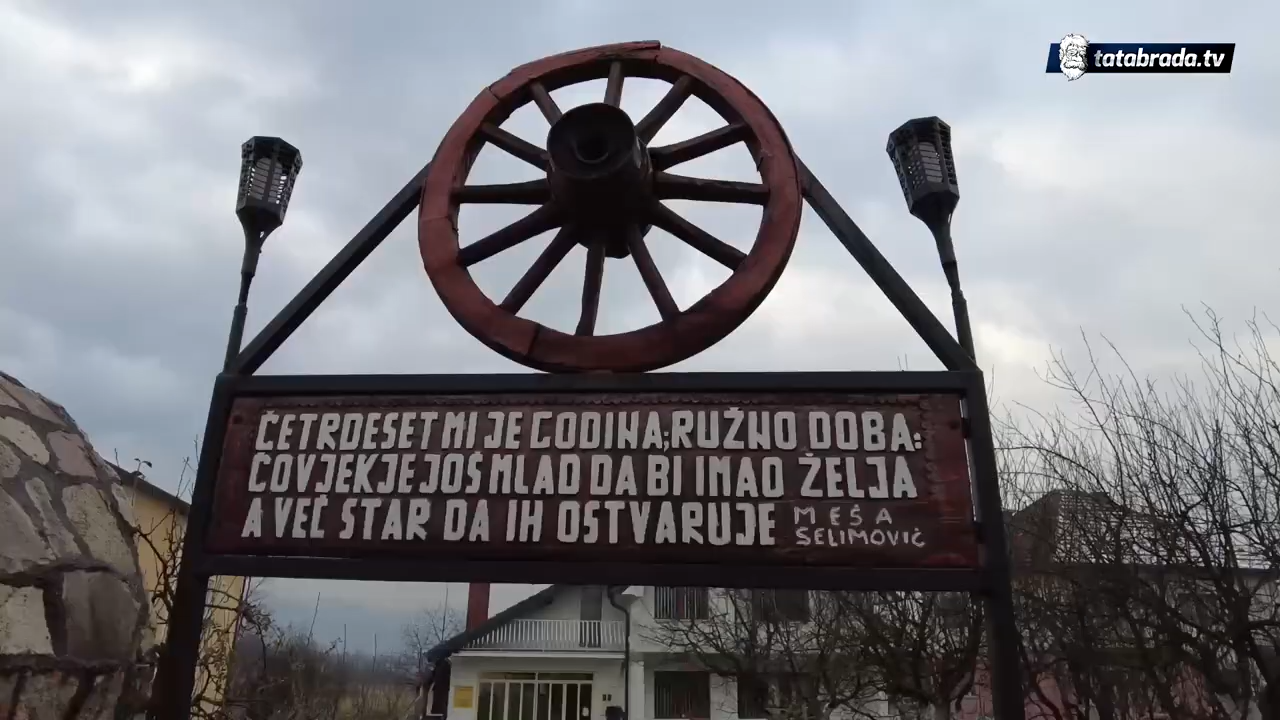 tatabrada.tv
ČETRDESET MI JE GODINA, RUŽNO DOBA:
ČOVJEK JE JOŠ MLAD DA BI IMAO ŽELJA
A VEĆ STAR DA IH OSTVARUJE
MEŠA
SELIMOVIĆ